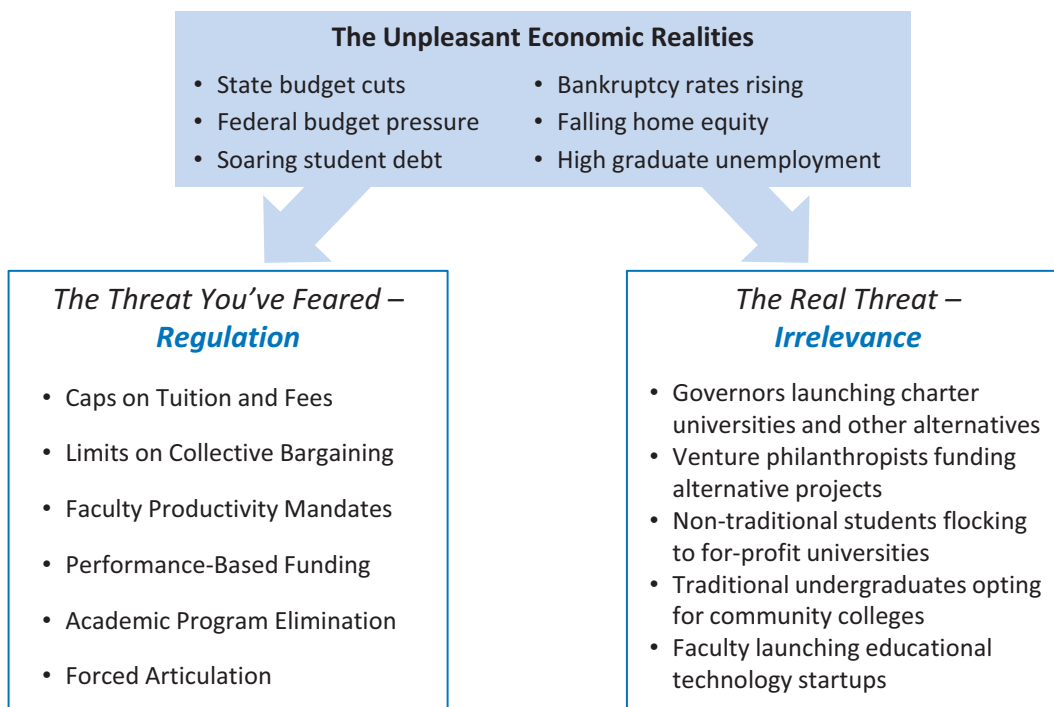 The Unpleasant Economic Realities
• State budget cuts
• Federal budget pressure
• Soaring student debt
• Bankruptcy rates rising
• Falling home equity
• High graduate unemployment
The Threat You’ve Feared –
Regulation
• Caps on Tuition and Fees
• Limits on Collective Bargaining
• Faculty Productivity Mandates
• Performance-Based Funding
• Academic Program Elimination
• Forced Articulation
The Real Threat –
Irrelevance
• Governors launching charter
universities and other alternatives
• Venture philanthropists funding
alternative projects
• Non-traditional students flocking
to for-profit universities
• Traditional undergraduates opting
for community colleges
• Faculty launching educational
technology startups